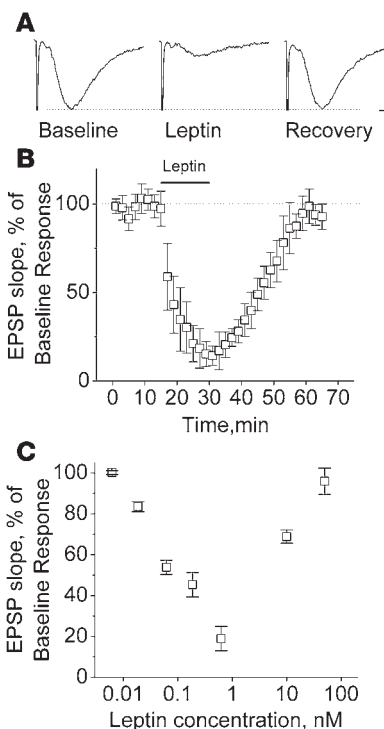 A
Baseline Leptin Recovery
B
Leptin
EPSP slope, % of
Baseline Response
100
50
0
0 10 20 30 40 50 60 70
Time,min
C
EPSP slope, % of
Baseline Response
100
80
60
40
20
0
0.01 0.1 1 10 100
Leptin concentration, nM